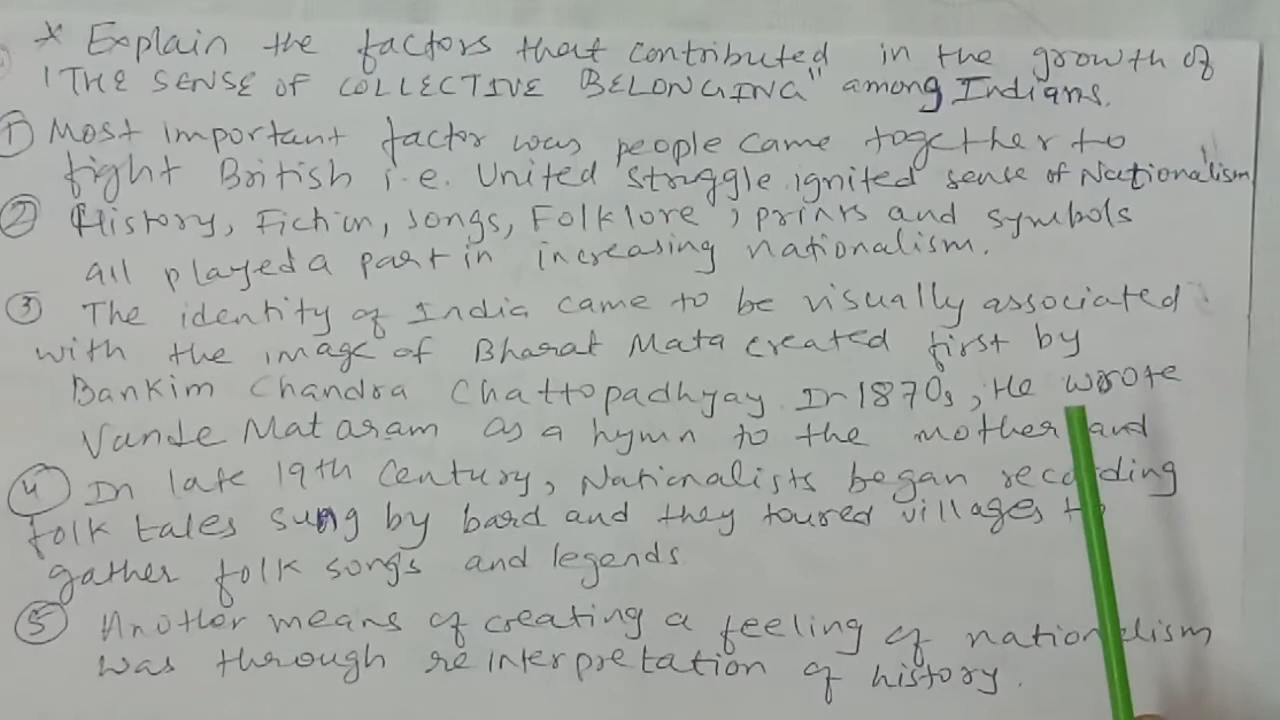 * Explain the factors that contributed in the growth of
'THE SENSE OF COLLECTIVE BELONGING" among Indians.
① Most important factor was people came together to
fight British i.e. United struggle ignited sense of Nationalism
② History, Fiction, songs, Folklore, prints and symbols
all played a part in increasing nationalism.
③ The identity of India came to be visually associated
with the image of Bharat Mata created first by
Bankim Chandra Chattopadhyay In 1870s, He wrote
Vande Mataram as a hymn to the motherland
④ In late 19th Century, Nationalists began recording
folk tales sung by bard and they toured villages to
gather folk songs and legends
⑤ Another means of creating a feeling of nationalism
was through reinterpretation of history.